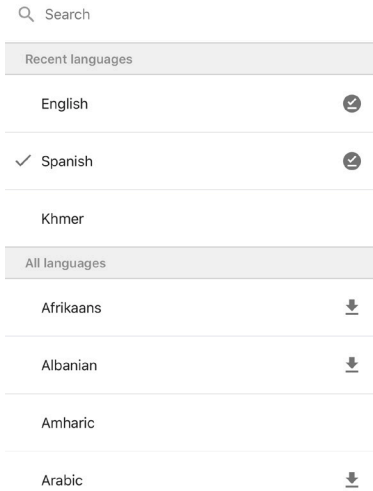 Search
Recent languages
English
Spanish
Khmer
All languages
Afrikaans
Albanian
Amharic
Arabic